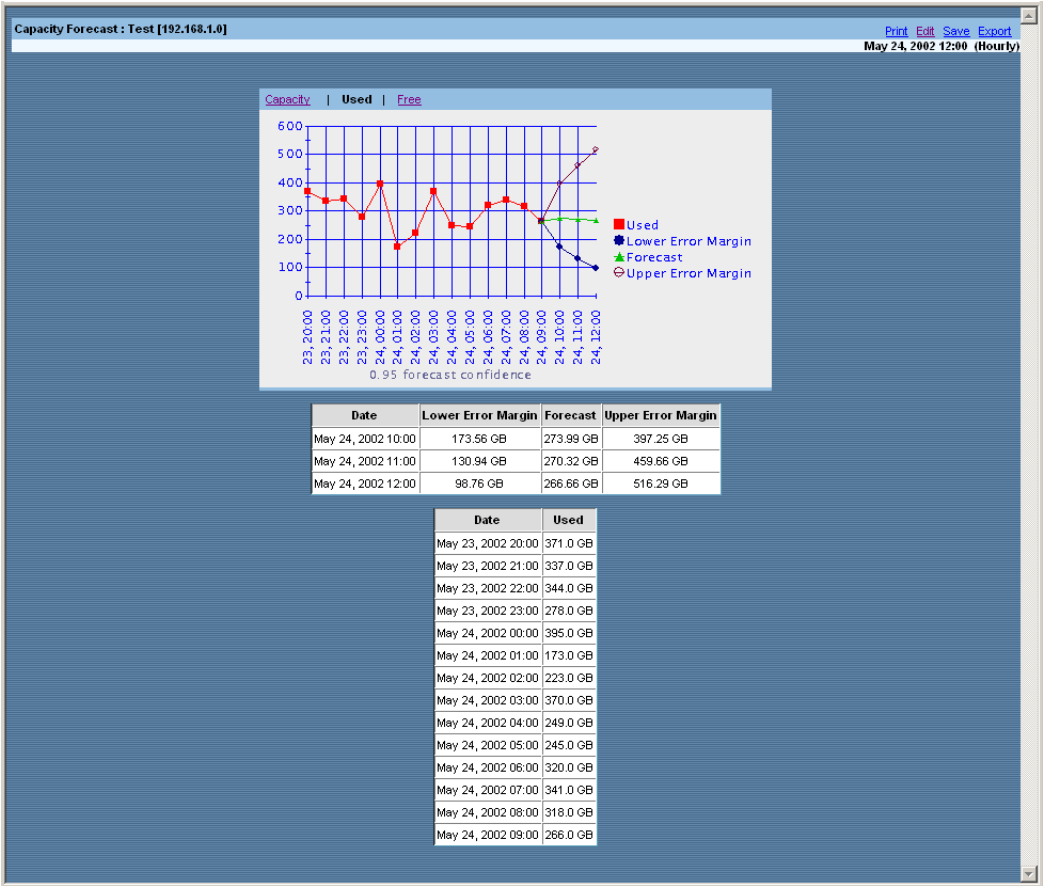 Capacity Forecast : Test [192.168.1.0]
Print Edit Save Export
May 24, 2002 12:00 (Hourly)
Capacity | Used | Free
600
500
400
300
200
100
0
Used
Lower Error Margin
Forecast
Upper Error Margin
23, 20:00
23, 21:00
23, 22:00
23, 23:00
24, 00:00
24, 01:00
24, 02:00
24, 03:00
24, 04:00
24, 05:00
24, 06:00
24, 07:00
24, 08:00
24, 09:00
24, 10:00
24, 11:00
24, 12:00
0.95 forecast confidence
Date Lower Error Margin Forecast Upper Error Margin
May 24, 2002 10:00 173.56 GB 273.99 GB 397.25 GB
May 24, 2002 11:00 130.94 GB 270.32 GB 459.66 GB
May 24, 2002 12:00 98.76 GB 266.66 GB 516.29 GB
Date Used
May 23, 2002 20:00 371.0 GB
May 23, 2002 21:00 337.0 GB
May 23, 2002 22:00 344.0 GB
May 23, 2002 23:00 278.0 GB
May 24, 2002 00:00 395.0 GB
May 24, 2002 01:00 173.0 GB
May 24, 2002 02:00 223.0 GB
May 24, 2002 03:00 370.0 GB
May 24, 2002 04:00 249.0 GB
May 24, 2002 05:00 245.0 GB
May 24, 2002 06:00 320.0 GB
May 24, 2002 07:00 341.0 GB
May 24, 2002 08:00 318.0 GB
May 24, 2002 09:00 266.0 GB